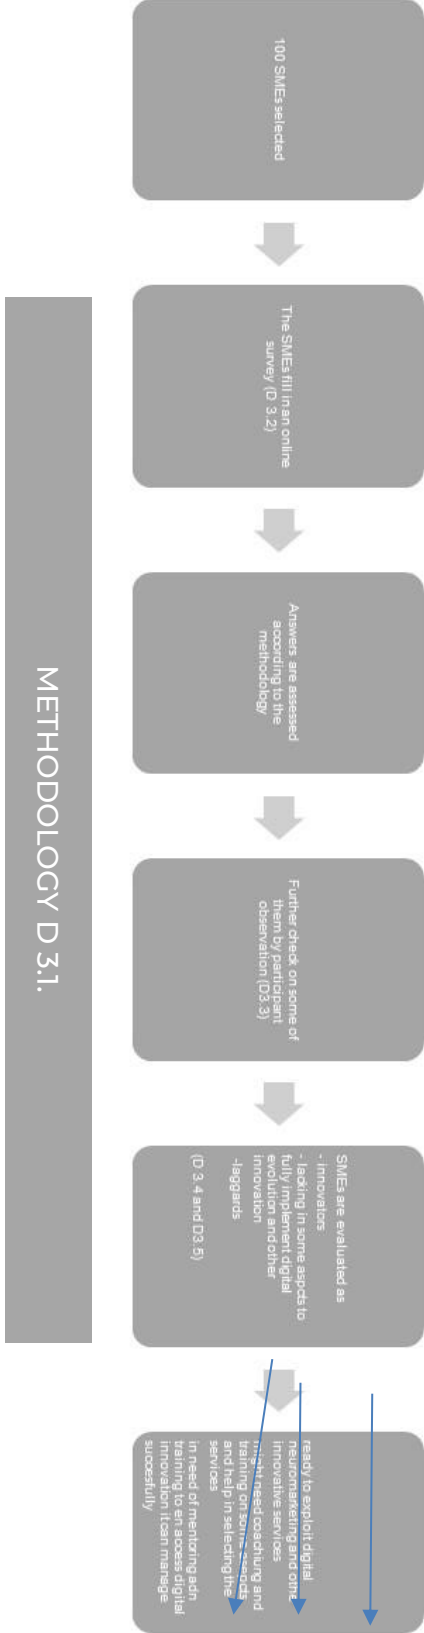 100 SMEs selected
The SMEs fill in an online
survey (D 3.2)
Answers are assessed
according to the
methodology
Further check on some of
them by participant
observation (D3.3)
SMEs are evaluated as
- innovators
- lacking in some aspcts to
fully implement digital
evolution and other
innovation
-laggards
(D 3.4 and D3.5)
ready to exploit digital
neuromarketing and othe
innovative services
might need coachiung and
training on some aspects
and help in selecting the
services
in need of mentoring adn
training to en access digital
innovation it can manage
succesfully
METHODOLOGY D 3.1.